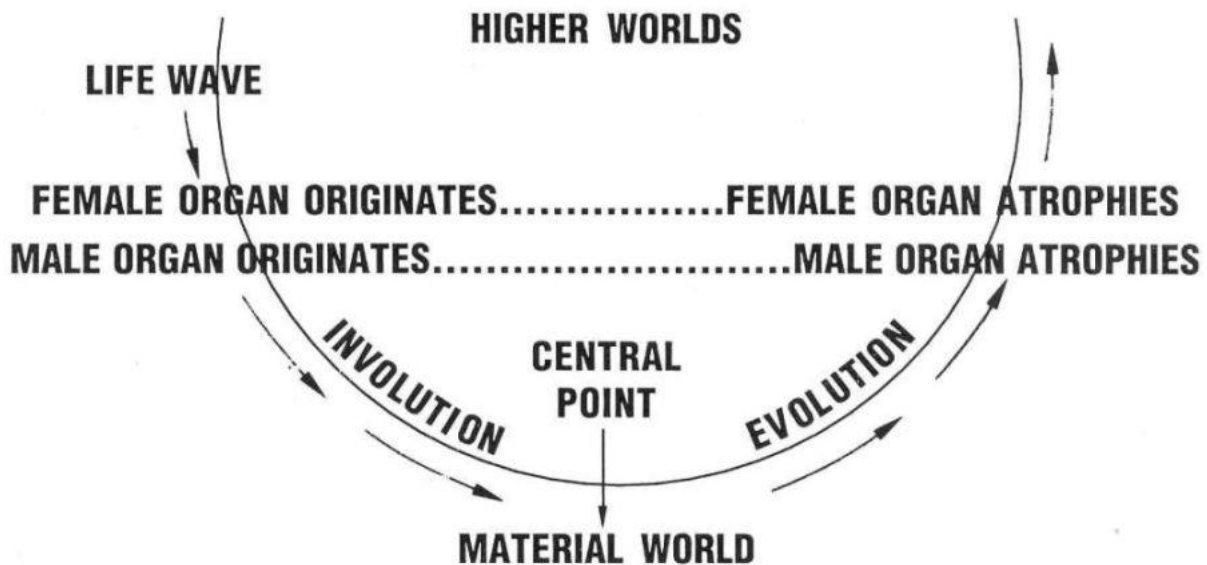 HIGHER WORLDS
LIFE WAVE
FEMALE ORGAN ORIGINATES.................FEMALE ORGAN ATROPHIES
MALE ORGAN ORIGINATES...........................MALE ORGAN ATROPHIES
INVOLUTION
CENTRAL
POINT
EVOLUTION
MATERIAL WORLD